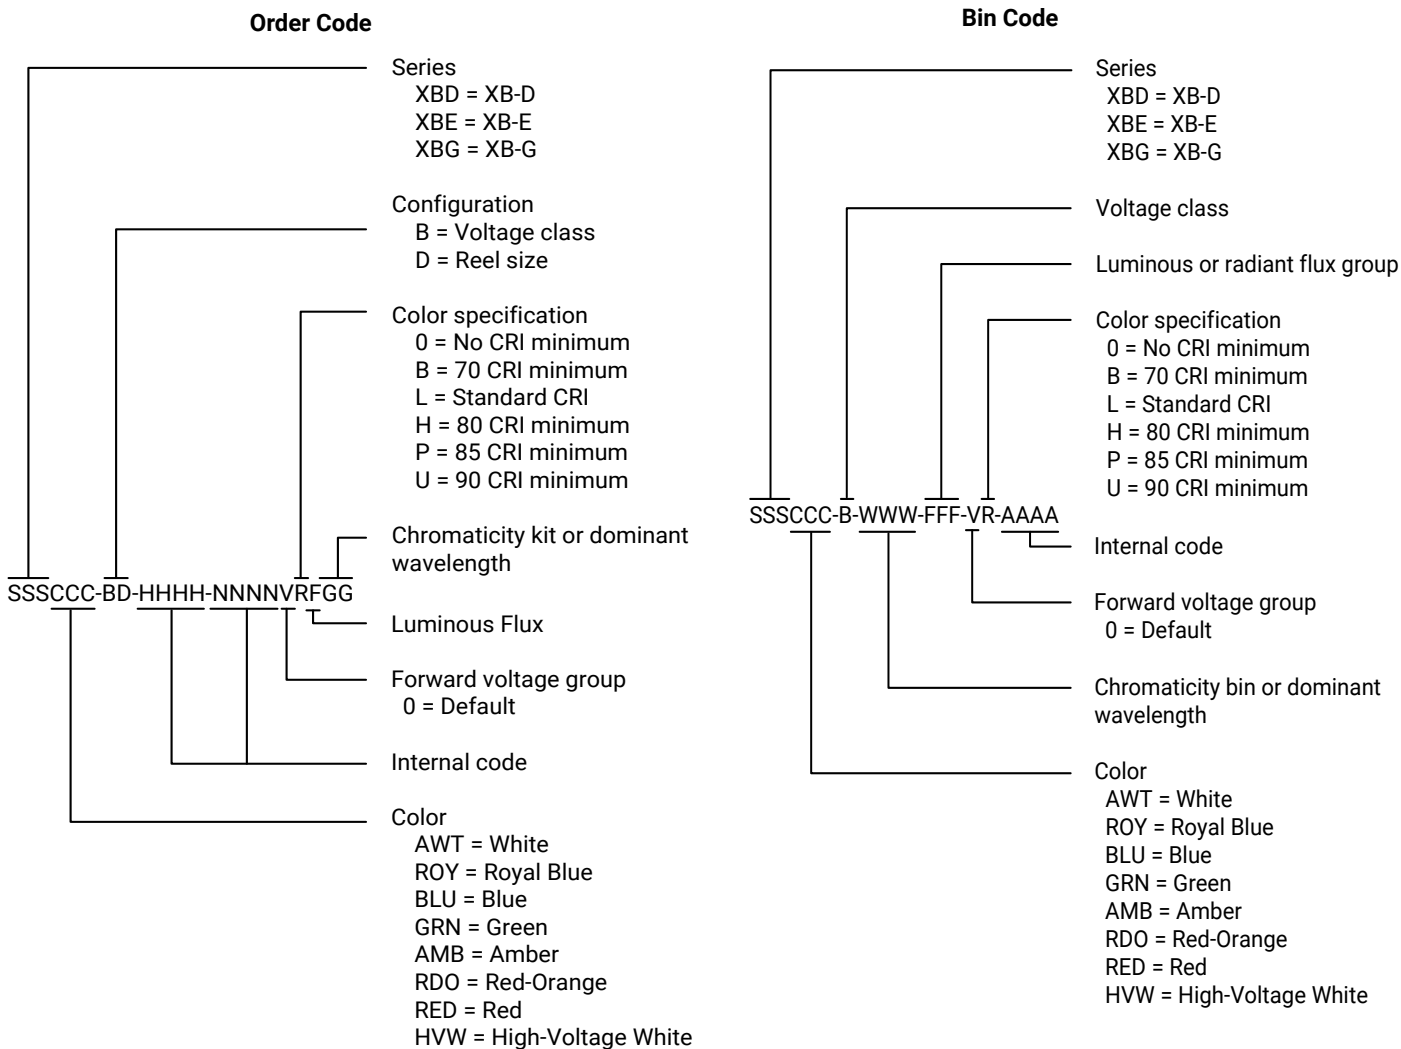 Order Code
Series
XBD = XB-D
XBE = XB-E
XBG = XB-G
Configuration
B = Voltage class
D = Reel size
Color specification
0 = No CRI minimum
B = 70 CRI minimum
L = Standard CRI
H = 80 CRI minimum
P = 85 CRI minimum
U = 90 CRI minimum
Chromaticity kit or dominant
wavelength
SSSCCC-BD-HHHH-NNNNVRFGG
Luminous Flux
Forward voltage group
0 = Default
Internal code
Color
AWT = White
ROY = Royal Blue
BLU = Blue
GRN = Green
AMB = Amber
RDO = Red-Orange
RED = Red
HVW = High-Voltage White
Bin Code
Series
XBD = XB-D
XBE = XB-E
XBG = XB-G
Voltage class
Luminous or radiant flux group
Color specification
0 = No CRI minimum
B = 70 CRI minimum
L = Standard CRI
H = 80 CRI minimum
P = 85 CRI minimum
U = 90 CRI minimum
SSSCCC-B-WWW-FFF-VR-AAAA
Internal code
Forward voltage group
0 = Default
Chromaticity bin or dominant
wavelength
Color
AWT = White
ROY = Royal Blue
BLU = Blue
GRN = Green
AMB = Amber
RDO = Red-Orange
RED = Red
HVW = High-Voltage White